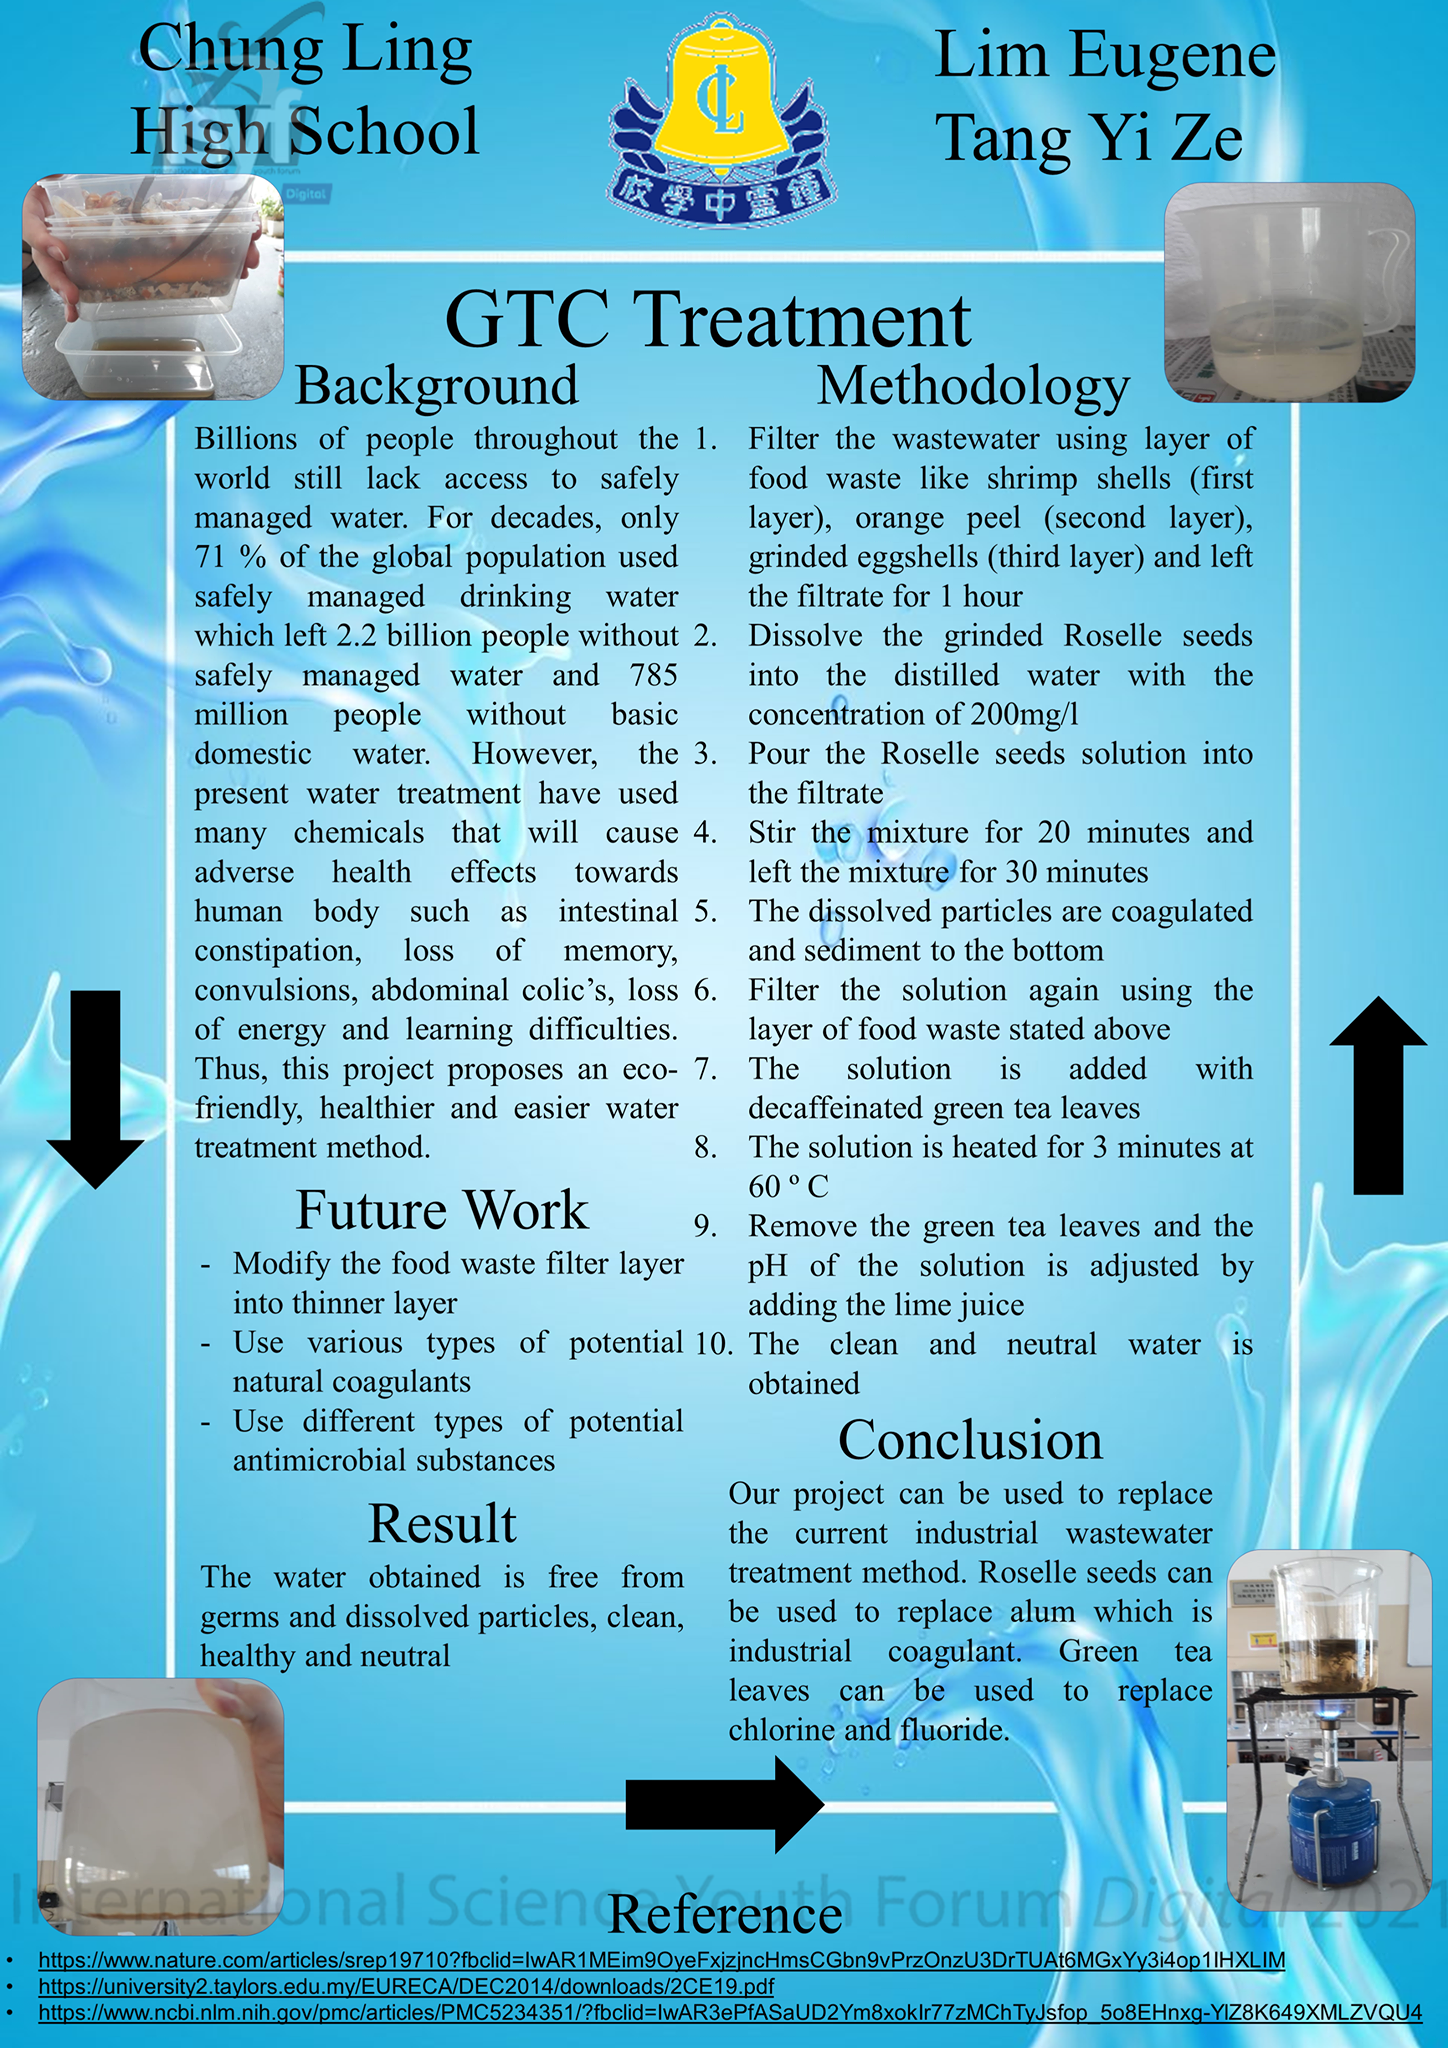 Chung Ling
High School
isyf
international science youth forum
Digital
CL
校學中靈鍾
Lim Eugene
Tang Yi Ze
GTC Treatment
Background
Billions of people throughout the
world still lack access to safely
managed water. For decades, only
71 % of the global population used
safely managed drinking water
which left 2.2 billion people without
safely managed water and 785
million people without basic
domestic water. However, the
present water treatment have used
many chemicals that will cause
adverse health effects towards
human body such as intestinal
constipation, loss of memory,
convulsions, abdominal colic’s, loss
of energy and learning difficulties.
Thus, this project proposes an eco-
friendly, healthier and easier water
treatment method.
Future Work
- Modify the food waste filter layer
into thinner layer
- Use various types of potential
natural coagulants
- Use different types of potential
antimicrobial substances
Result
The water obtained is free from
germs and dissolved particles, clean,
healthy and neutral
Methodology
1. Filter the wastewater using layer of
food waste like shrimp shells (first
layer), orange peel (second layer),
grinded eggshells (third layer) and left
the filtrate for 1 hour
2. Dissolve the grinded Roselle seeds
into the distilled water with the
concentration of 200mg/l
3. Pour the Roselle seeds solution into
the filtrate
4. Stir the mixture for 20 minutes and
left the mixture for 30 minutes
5. The dissolved particles are coagulated
and sediment to the bottom
6. Filter the solution again using the
layer of food waste stated above
7. The solution is added with
decaffeinated green tea leaves
8. The solution is heated for 3 minutes at
60 º C
9. Remove the green tea leaves and the
pH of the solution is adjusted by
adding the lime juice
10. The clean and neutral water is
obtained
Conclusion
Our project can be used to replace
the current industrial wastewater
treatment method. Roselle seeds can
be used to replace alum which is
industrial coagulant. Green tea
leaves can be used to replace
chlorine and fluoride.
International Science Youth Forum Digital 2021
Reference
• https://www.nature.com/articles/srep19710?fbclid=IwAR1MEim9OyeFxjzjncHmsCGbn9vPrzOnzU3DrTUAt6MGxYy3i4op1lHXLIM
• https://university2.taylors.edu.my/EURECA/DEC2014/downloads/2CE19.pdf
• https://www.ncbi.nlm.nih.gov/pmc/articles/PMC5234351/?fbclid=IwAR3ePfASaUD2Ym8xokIr77zMChTyJsfop_5o8EHnxg-YlZ8K649XMLZVQU4